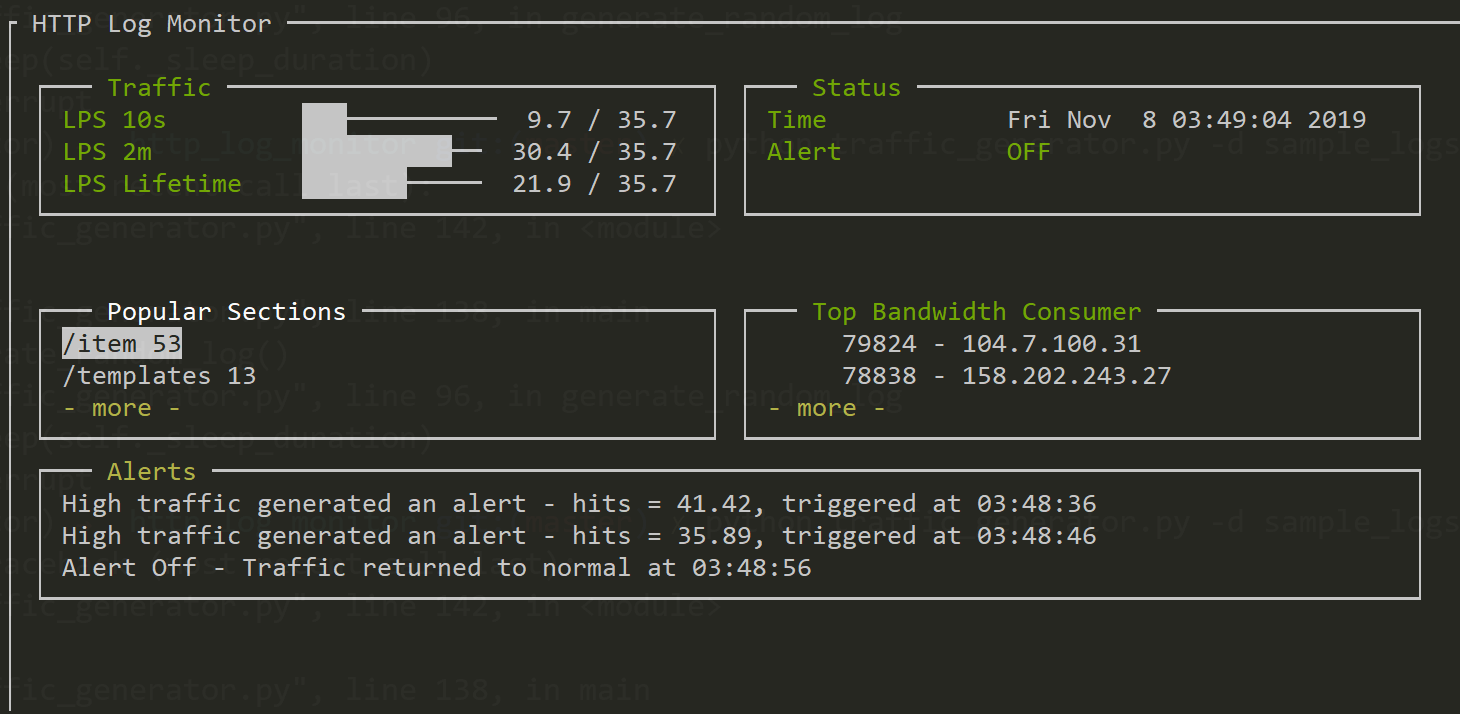 HTTP Log Monitor
Traffic
LPS 10s 9.7 / 35.7
LPS 2m 30.4 / 35.7
LPS Lifetime 21.9 / 35.7
Status
Time Fri Nov  8 03:49:04 2019
Alert OFF
Popular Sections
/item 53
/templates 13
- more -
Top Bandwidth Consumer
79824 - 104.7.100.31
78838 - 158.202.243.27
- more -
Alerts
High traffic generated an alert - hits = 41.42, triggered at 03:48:36
High traffic generated an alert - hits = 35.89, triggered at 03:48:46
Alert Off - Traffic returned to normal at 03:48:56